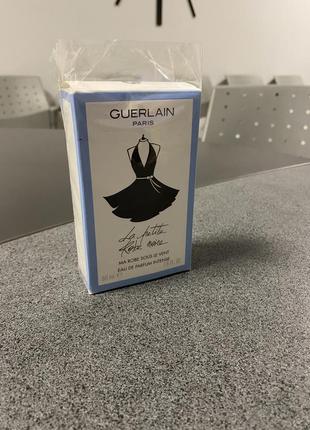 GUERLAIN
PARIS
La petite
Robe noire
MA ROBE SOUS LE VENT
EAU DE PARFUM INTENSE